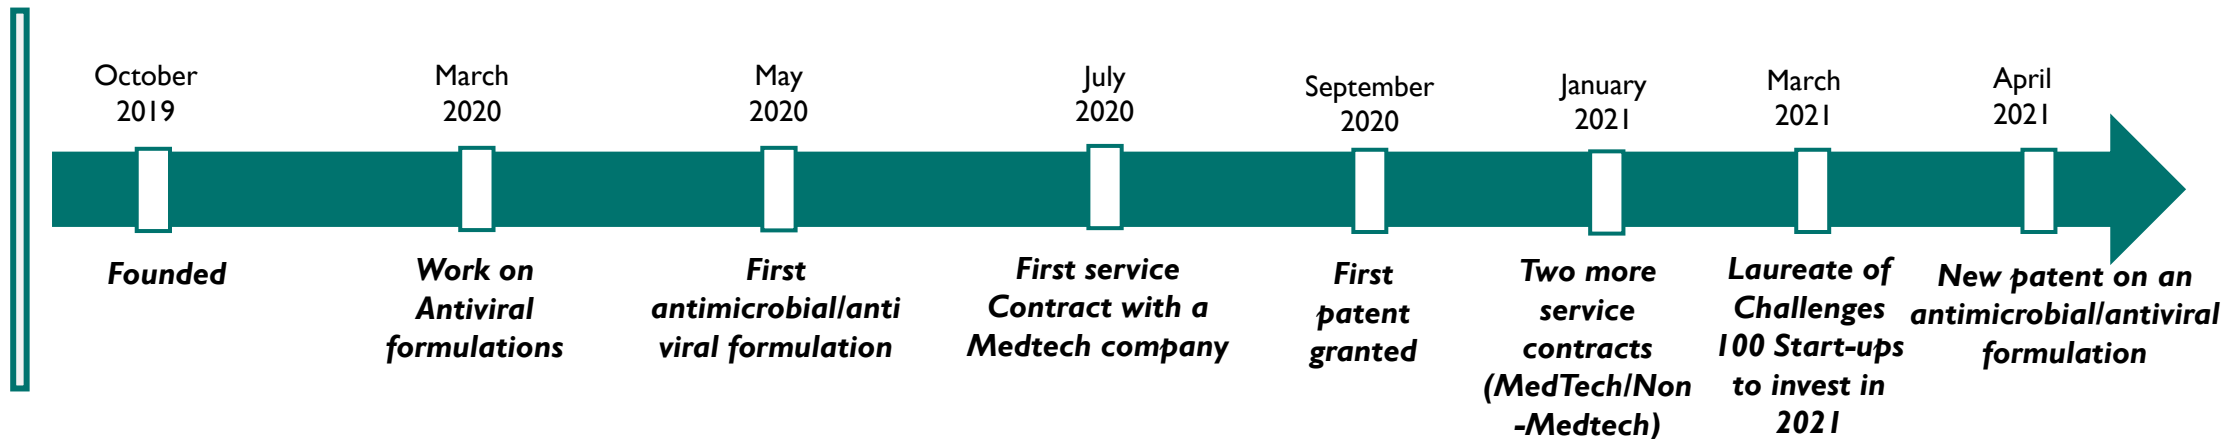 October
2019
March
2020
May
2020
July
2020
September
2020
January
2021
March
2021
April
2021
Founded
Work on
Antiviral
formulations
First
antimicrobial/anti
viral formulation
First service
Contract with a
Medtech company
First
patent
granted
Two more
service
contracts
(MedTech/Non
-Medtech)
Laureate of
Challenges
100 Start-ups
to invest in
2021
New patent on an
antimicrobial/antiviral
formulation